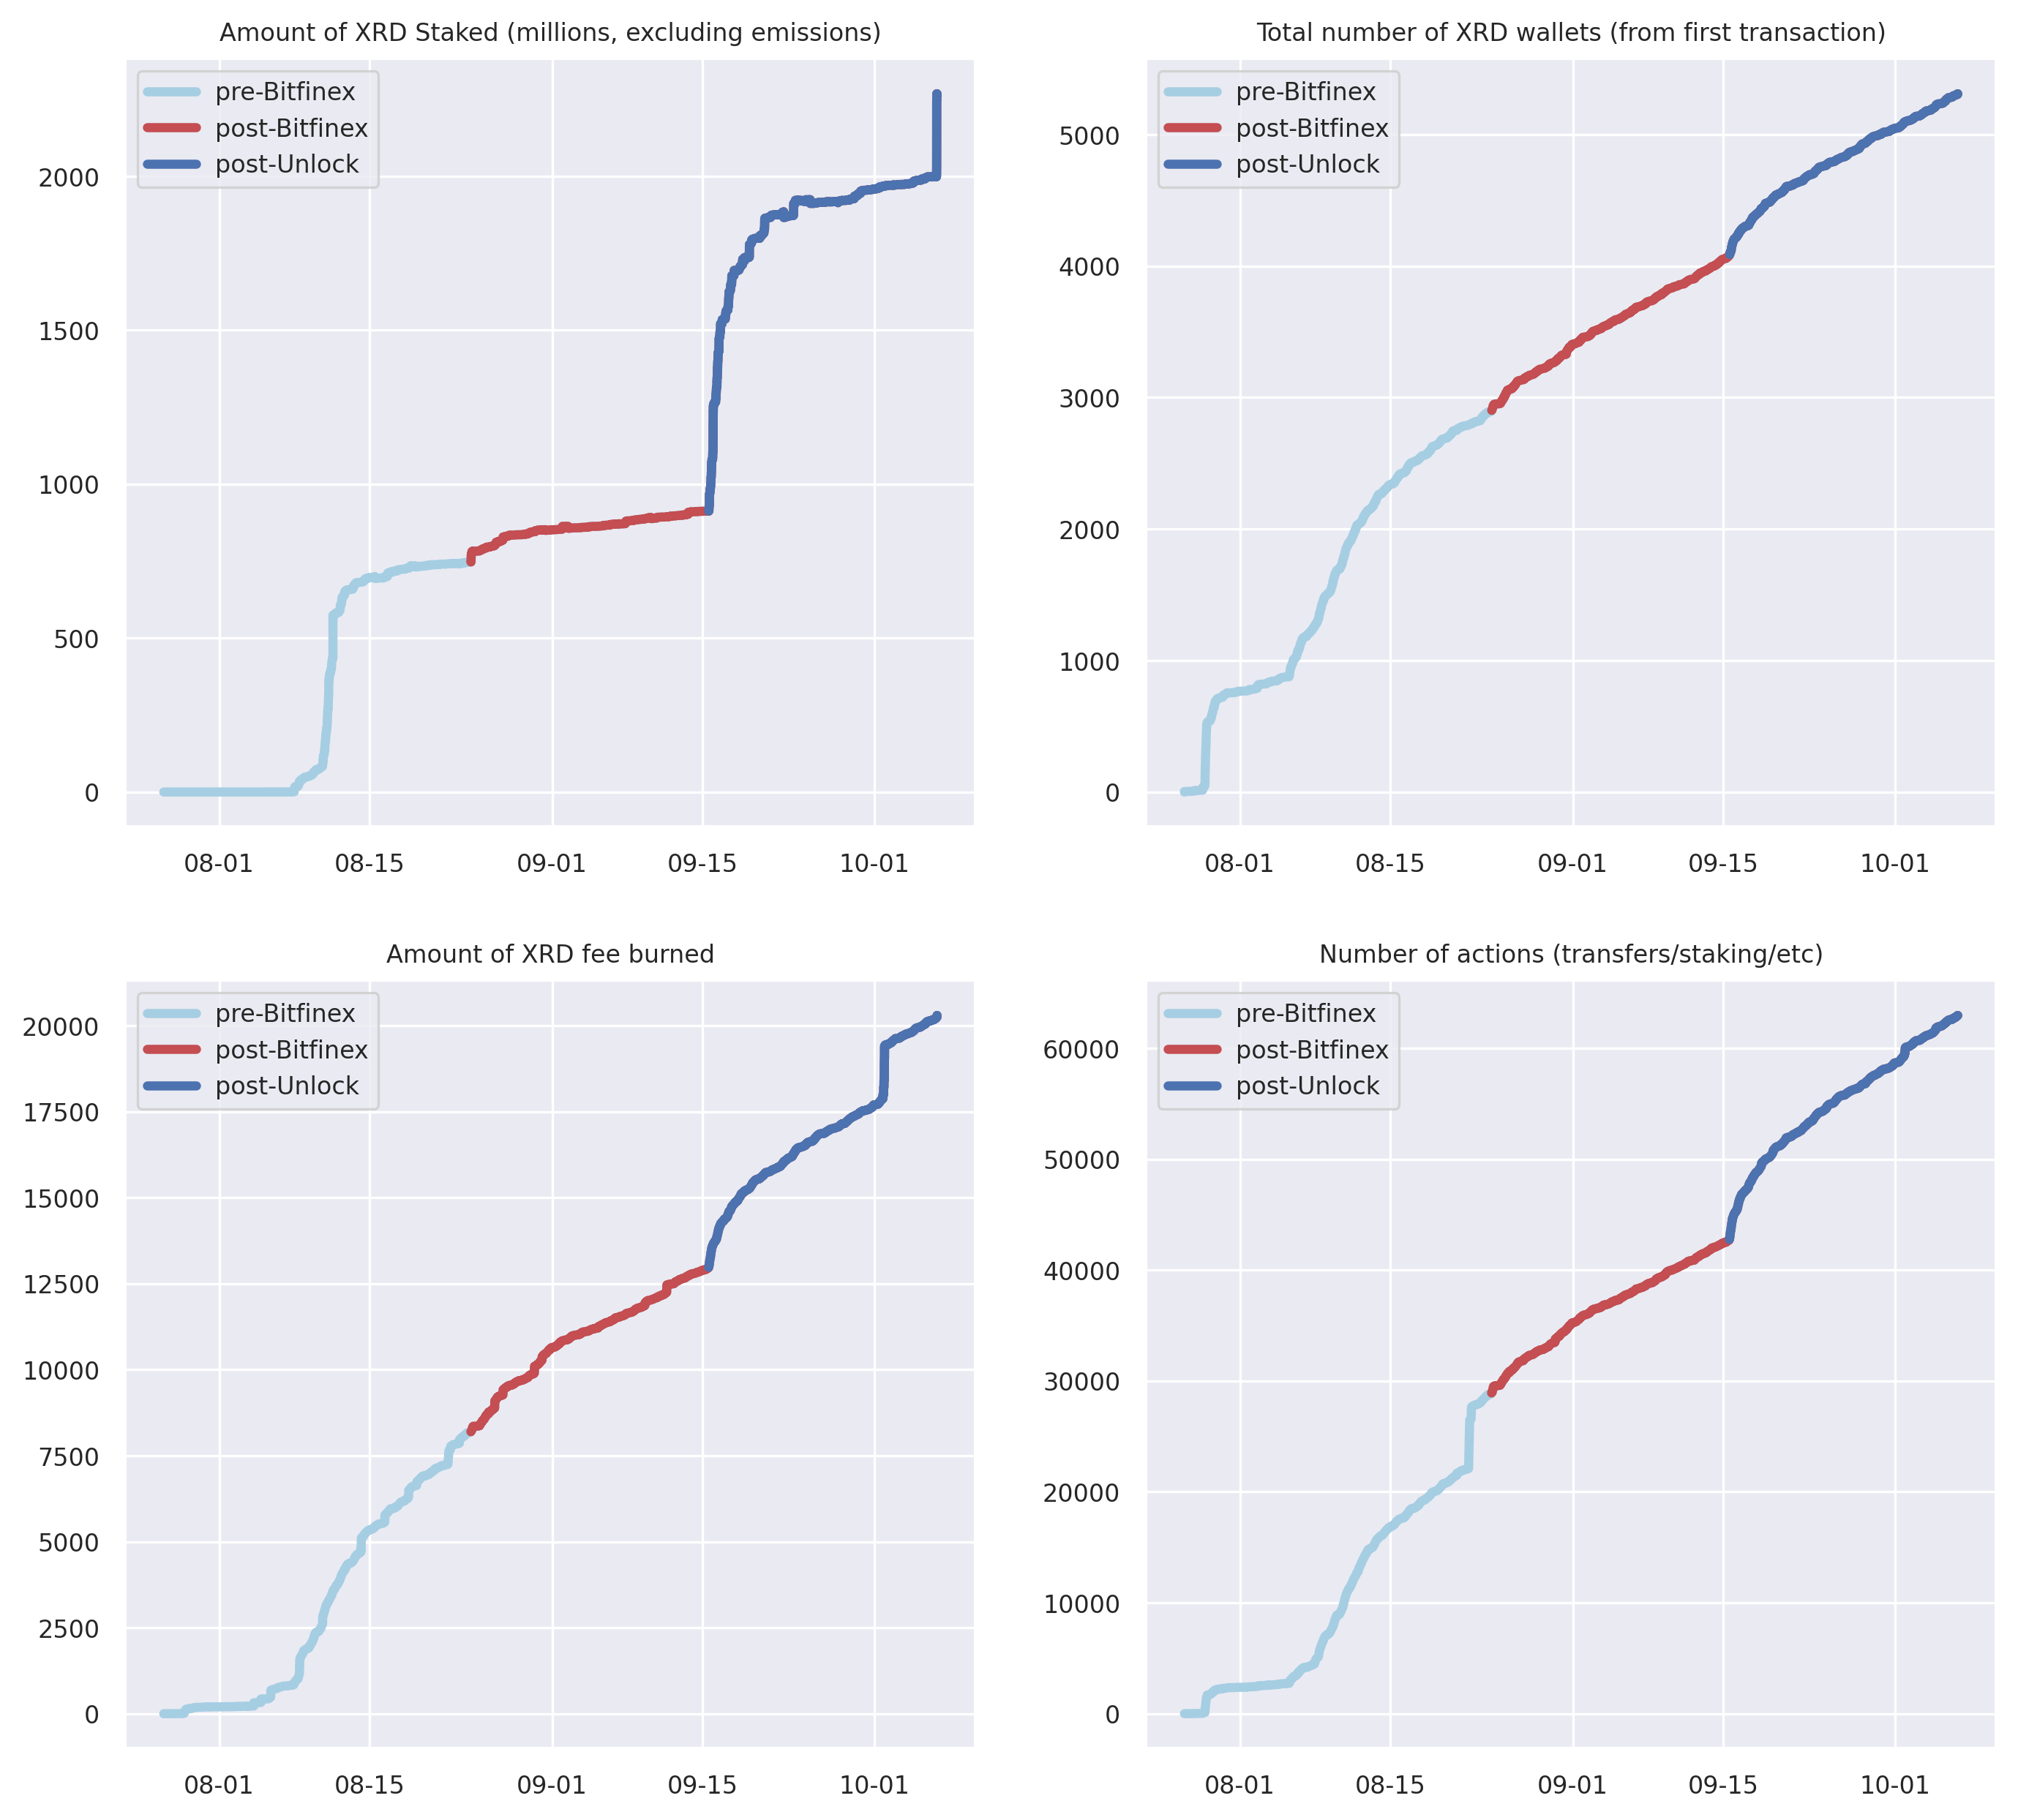 Amount of XRD Staked (millions, excluding emissions)
pre-Bitfinex
post-Bitfinex
post-Unlock
2000
1500
1000
500
0
08-01 08-15 09-01 09-15 10-01
Total number of XRD wallets (from first transaction)
pre-Bitfinex
post-Bitfinex
post-Unlock
5000
4000
3000
2000
1000
0
08-01 08-15 09-01 09-15 10-01
Amount of XRD fee burned
pre-Bitfinex
post-Bitfinex
post-Unlock
20000
17500
15000
12500
10000
7500
5000
2500
0
08-01 08-15 09-01 09-15 10-01
Number of actions (transfers/staking/etc)
pre-Bitfinex
post-Bitfinex
post-Unlock
60000
50000
40000
30000
20000
10000
0
08-01 08-15 09-01 09-15 10-01